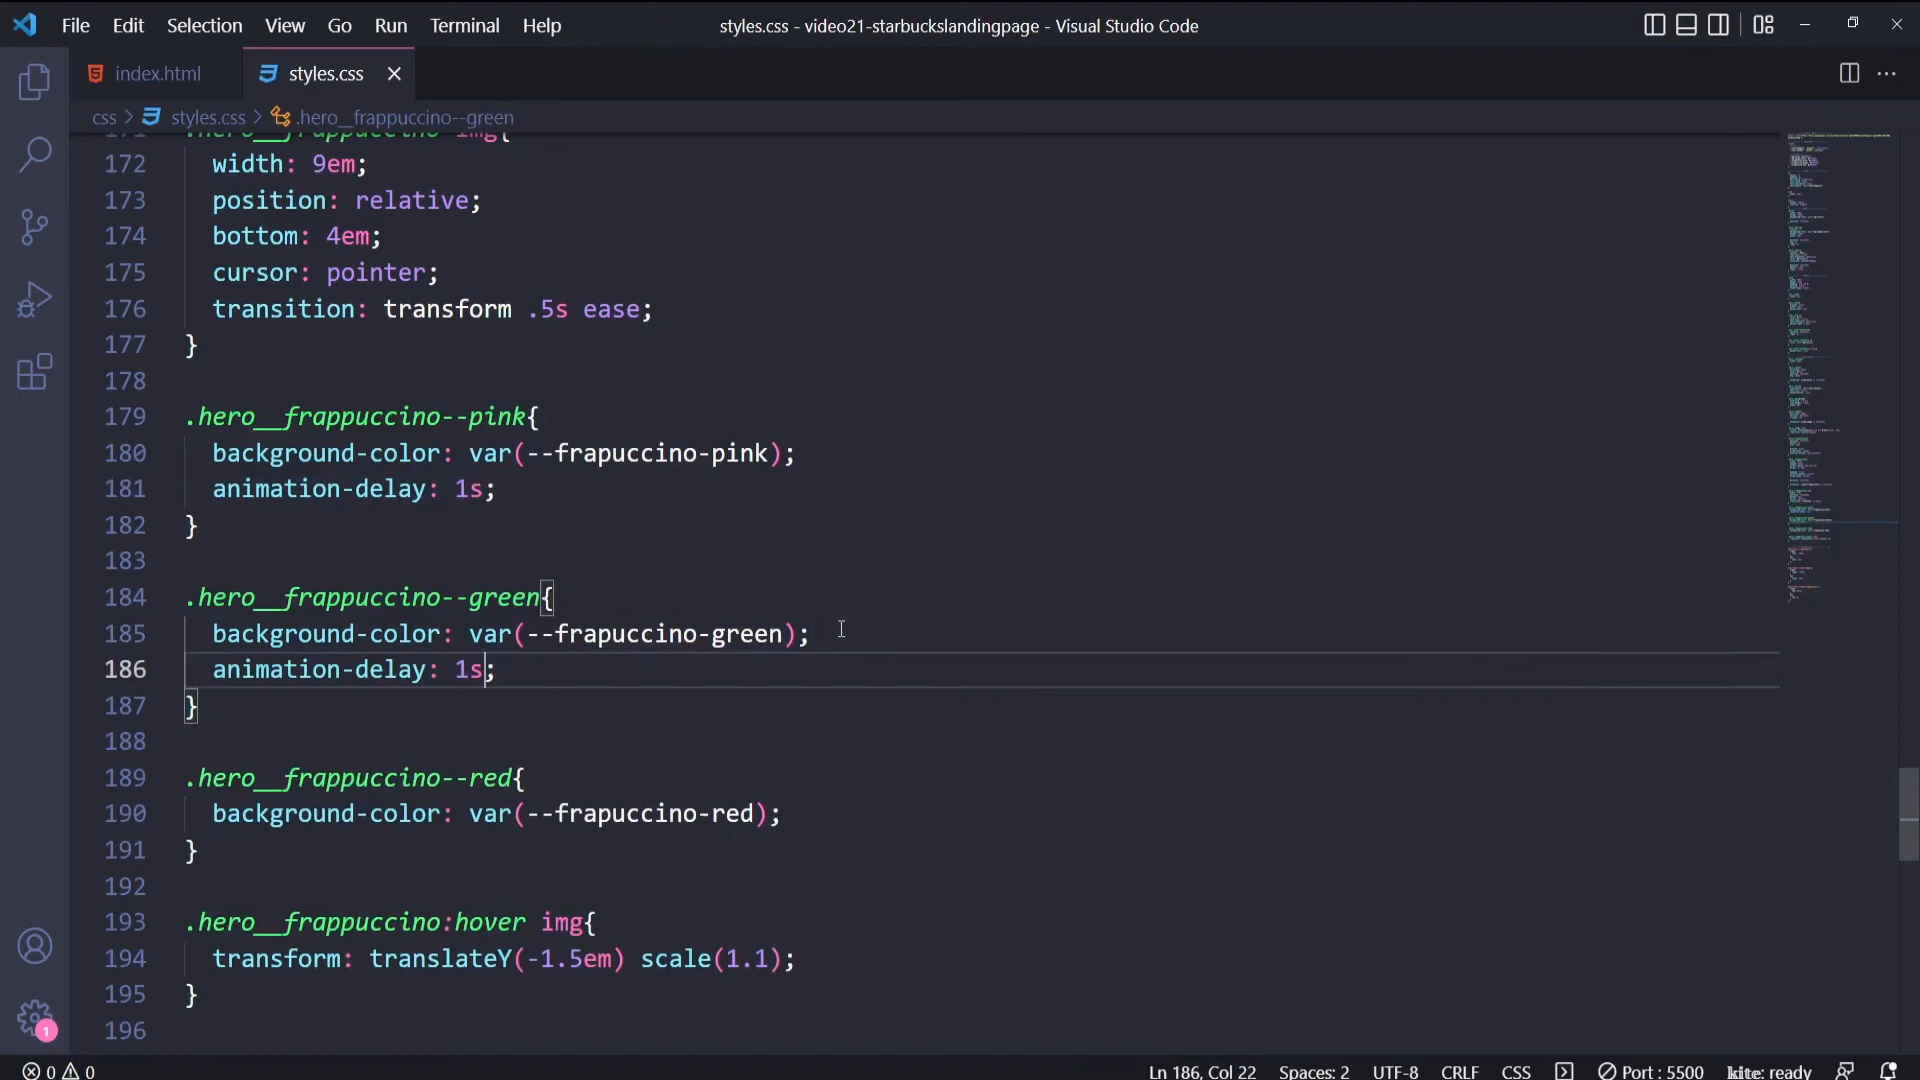 File Edit Selection View Go Run Terminal Help styles.css - video21-starbuckslandingpage - Visual Studio Code
index.html styles.css
css > styles.css > .hero__frappuccino--green
171 .hero__frappuccino img{
172 width: 9em;
173 position: relative;
174 bottom: 4em;
175 cursor: pointer;
176 transition: transform .5s ease;
177 }
178
179 .hero__frappuccino--pink{
180 background-color: var(--frapuccino-pink);
181 animation-delay: 1s;
182 }
183
184 .hero__frappuccino--green{
185 background-color: var(--frapuccino-green);
186 animation-delay: 1s;
187 }
188
189 .hero__frappuccino--red{
190 background-color: var(--frapuccino-red);
191 }
192
193 .hero__frappuccino:hover img{
194 transform: translateY(-1.5em) scale(1.1);
195 }
196
1
0 0 Ln 186, Col 22 Spaces: 2 UTF-8 CRLF CSS Port : 5500 kite: ready